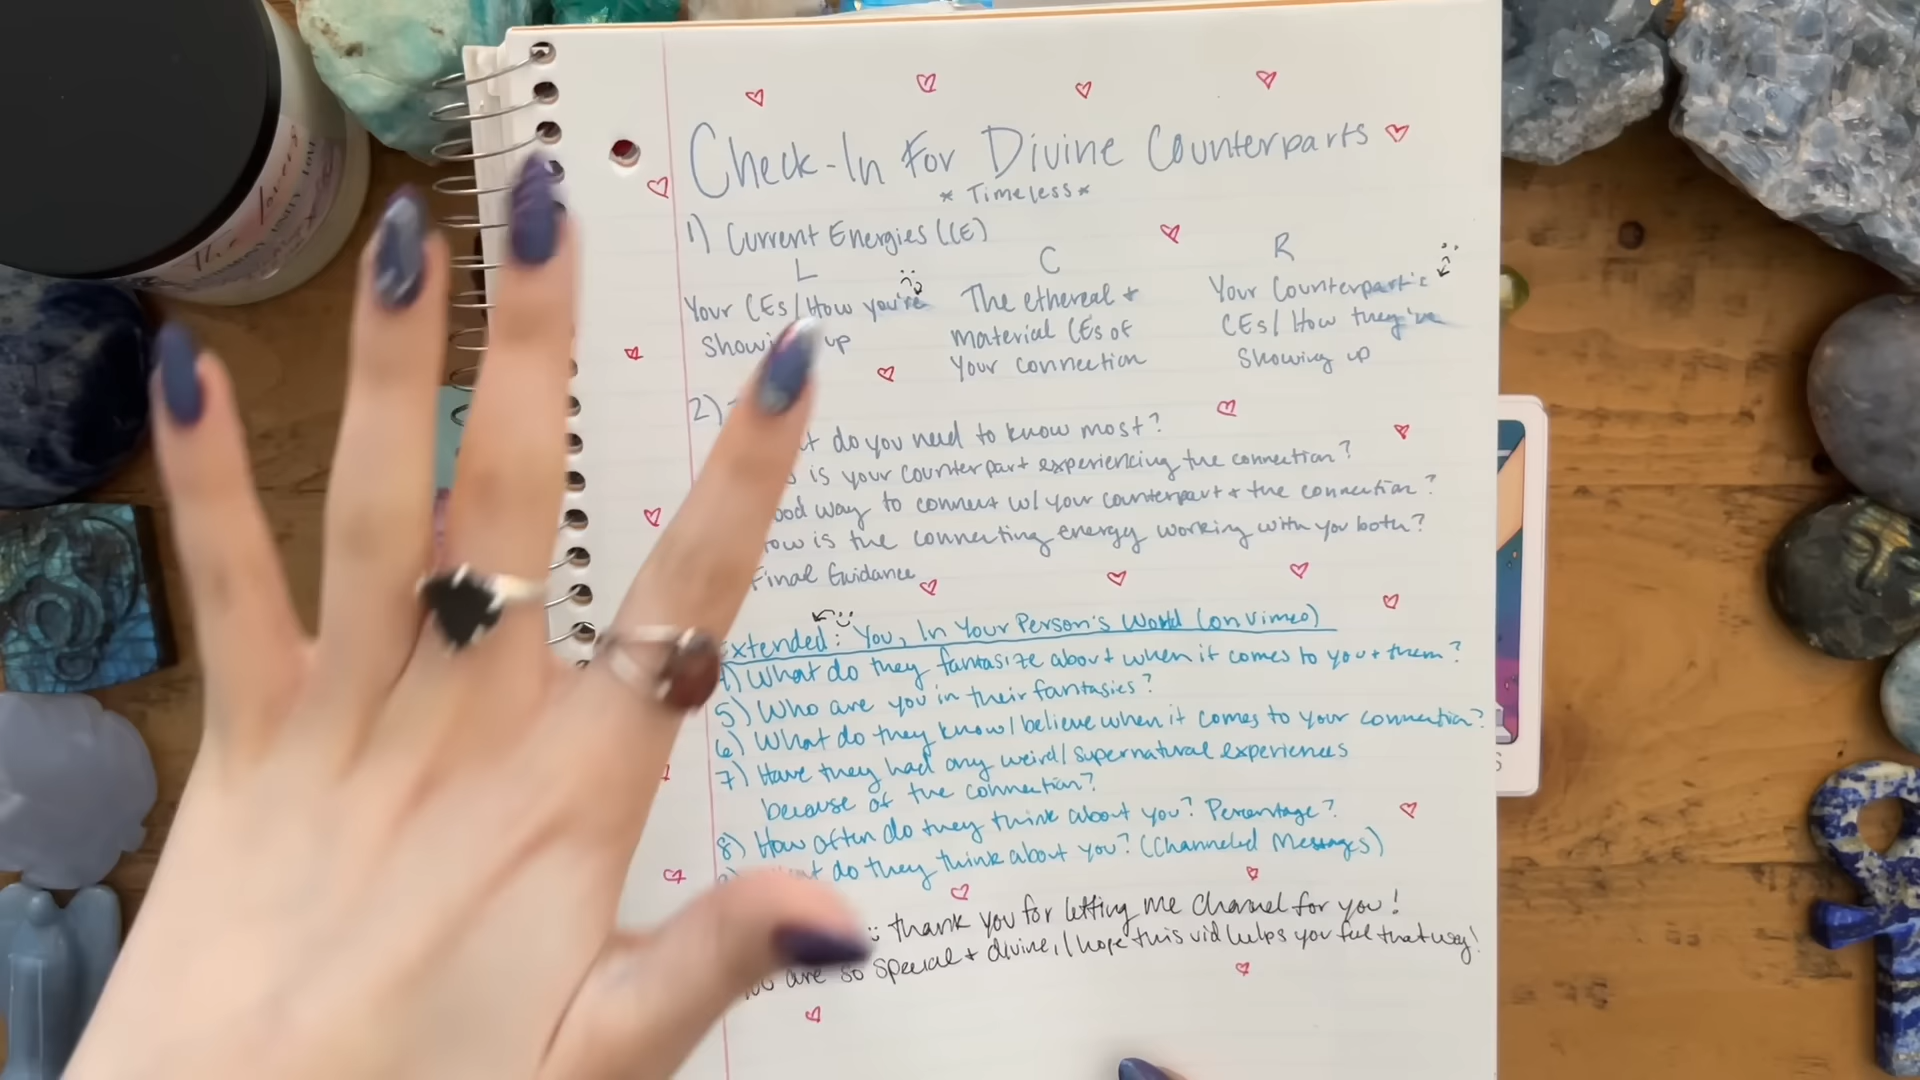 The lovers
Check-In For Divine Counterparts
* Timeless *
1) Current Energies (CE)
L C R
Your CEs/How you're showing up
The ethereal + material CEs of your connection
Your Counterpart's CEs/How they're showing up
2)
do you need to know most?
is your counterpart experiencing the connection?
way to connect w/ your counterpart + the connection?
is the connecting energy working with you both?
Final Guidance
Extended: You, In Your Person's World (on Vimeo)
4) What do they fantasize about when it comes to you + them?
5) Who are you in their fantasies?
6) What do they know/believe when it comes to your connection?
7) Have they had any weird/supernatural experiences
because of the connection?
8) How often do they think about you? Percentage?
do they think about you? (Channeled Messages)
thank you for letting me channel for you!
You are so special + divine, I hope this vid helps you feel that way!